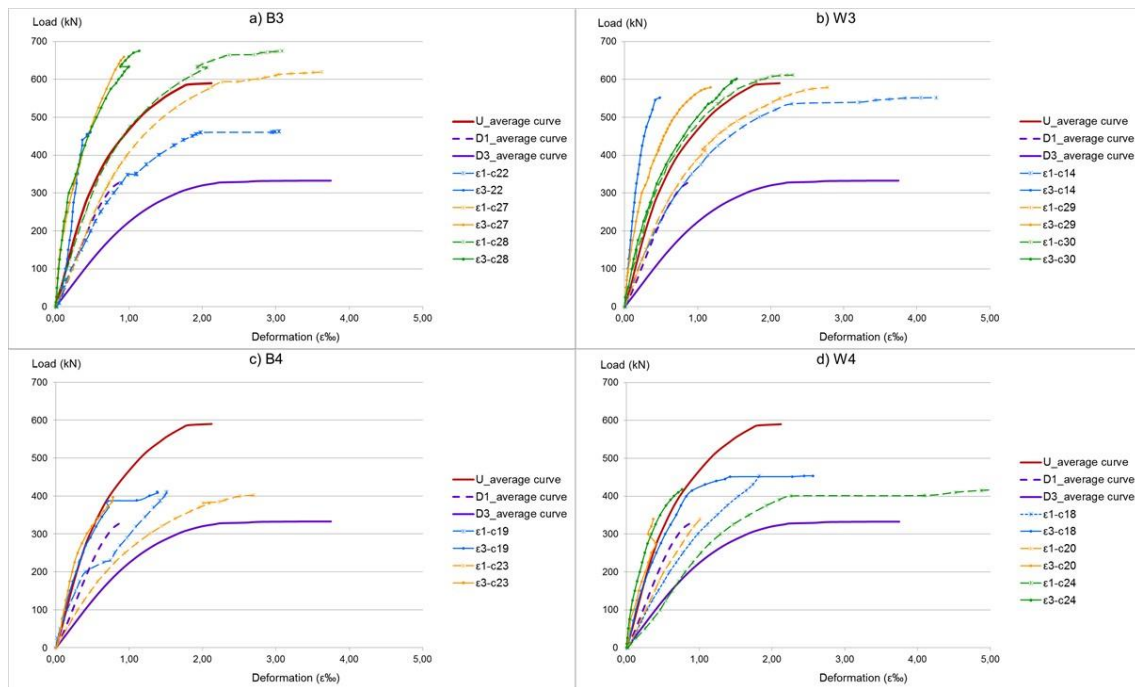 a) B3
Load (kN)
700
600
500
400
300
200
100
0
0,00 1,00 2,00 3,00 4,00 5,00
Deformation (ε‰)
U_average curve
D1_average curve
D3_average curve
ε1-c22
ε3-22
ε1-c27
ε3-c27
ε1-c28
ε3-c28
b) W3
Load (kN)
700
600
500
400
300
200
100
0
0,00 1,00 2,00 3,00 4,00 5,00
Deformation (ε‰)
U_average curve
D1_average curve
D3_average curve
ε1-c14
ε3-c14
ε1-c29
ε3-c29
ε1-c30
ε3-c30
c) B4
Load (kN)
700
600
500
400
300
200
100
0
0,00 1,00 2,00 3,00 4,00 5,00
Deformation (ε‰)
U_average curve
D1_average curve
D3_average curve
ε1-c19
ε3-c19
ε1-c23
ε3-c23
d) W4
Load (kN)
700
600
500
400
300
200
100
0
0,00 1,00 2,00 3,00 4,00 5,00
Deformation (ε‰)
U_average curve
D1_average curve
D3_average curve
ε1-c18
ε3-c18
ε1-c20
ε3-c20
ε1-c24
ε3-c24